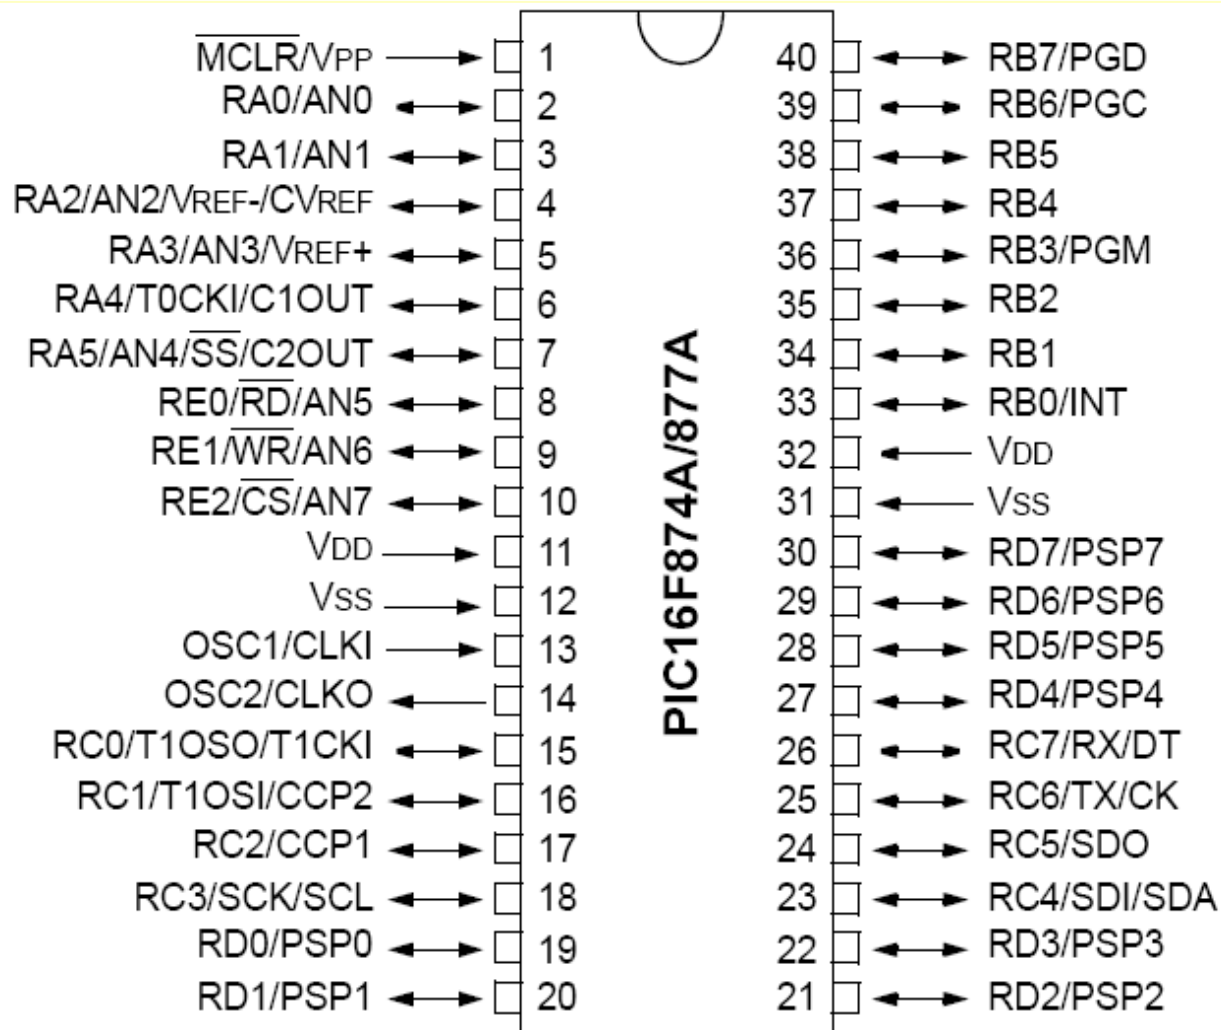 MCLR/VPP 1
RA0/AN0 2
RA1/AN1 3
RA2/AN2/VREF-/CVREF 4
RA3/AN3/VREF+ 5
RA4/T0CKI/C1OUT 6
RA5/AN4/SS/C2OUT 7
RE0/RD/AN5 8
RE1/WR/AN6 9
RE2/CS/AN7 10
VDD 11
VSS 12
OSC1/CLKI 13
OSC2/CLKO 14
RC0/T1OSO/T1CKI 15
RC1/T1OSI/CCP2 16
RC2/CCP1 17
RC3/SCK/SCL 18
RD0/PSP0 19
RD1/PSP1 20
PIC16F874A/877A
40 RB7/PGD
39 RB6/PGC
38 RB5
37 RB4
36 RB3/PGM
35 RB2
34 RB1
33 RB0/INT
32 VDD
31 VSS
30 RD7/PSP7
29 RD6/PSP6
28 RD5/PSP5
27 RD4/PSP4
26 RC7/RX/DT
25 RC6/TX/CK
24 RC5/SDO
23 RC4/SDI/SDA
22 RD3/PSP3
21 RD2/PSP2